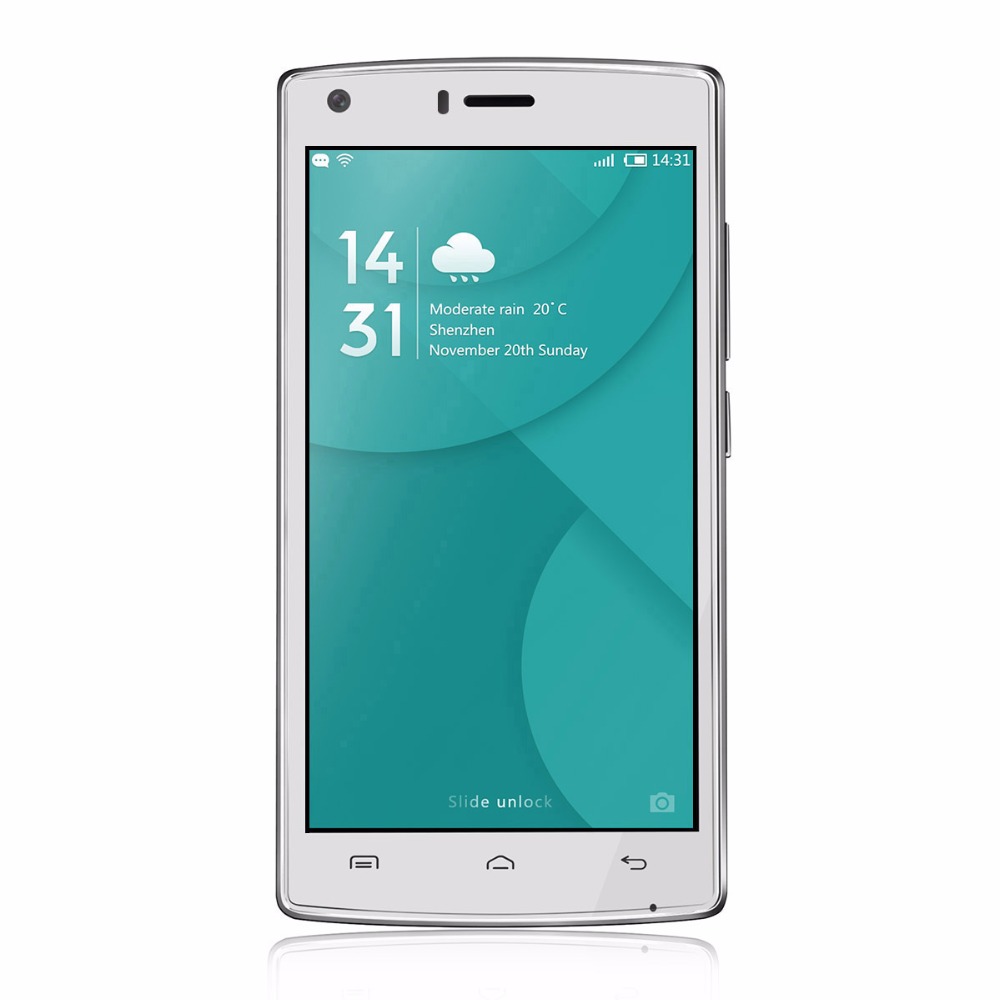 14:31
14
31
Moderate rain 20°C
Shenzhen
November 20th Sunday
Slide unlock